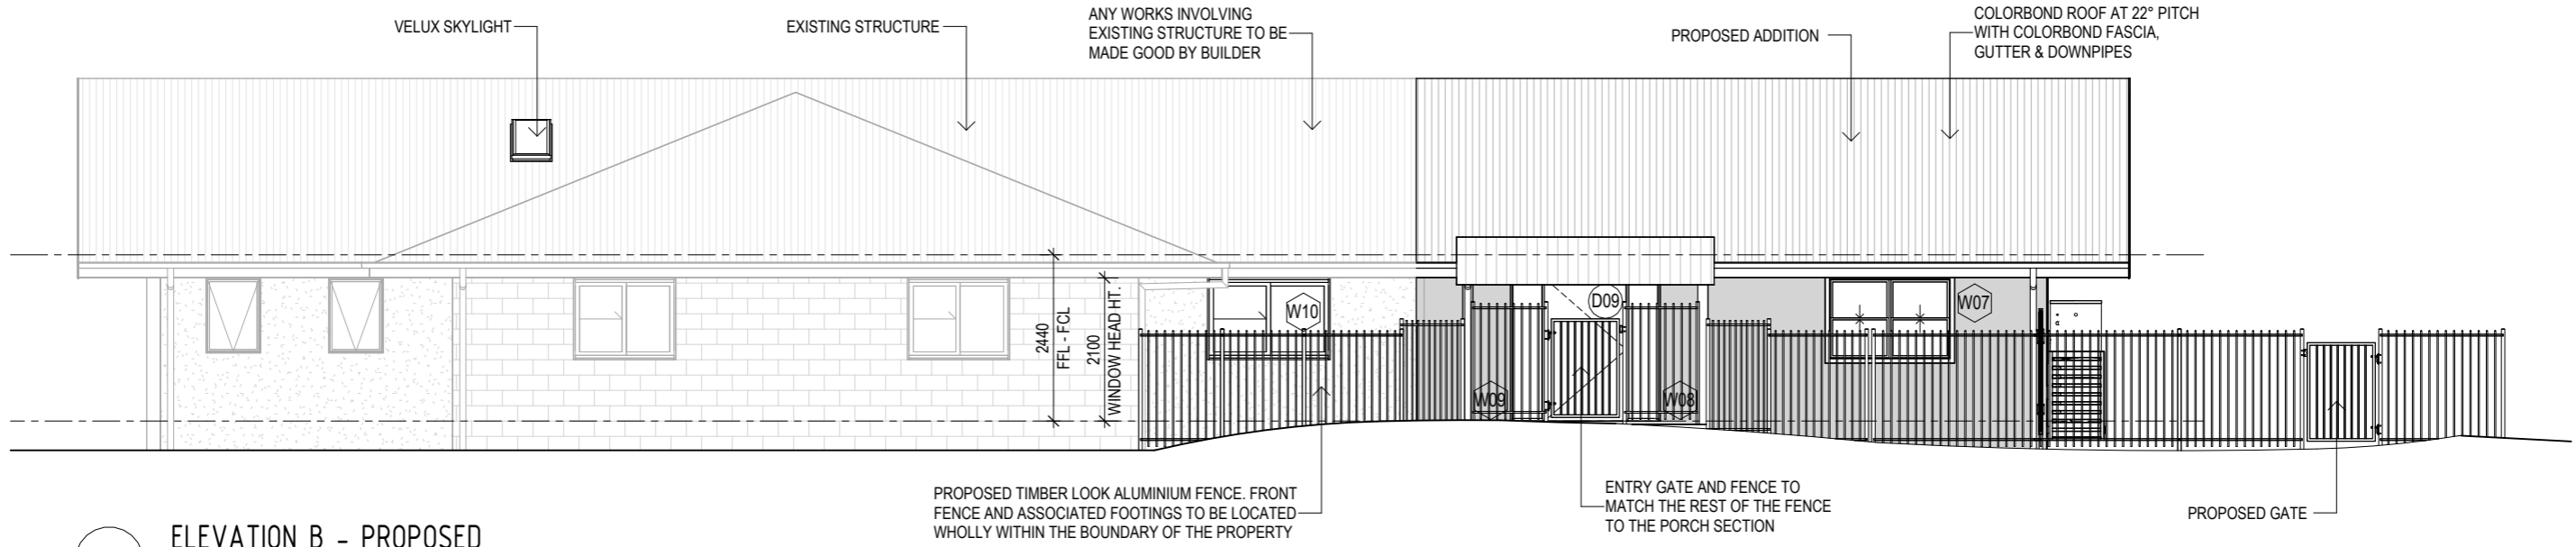 VELUX SKYLIGHT
EXISTING STRUCTURE
ANY WORKS INVOLVING
EXISTING STRUCTURE TO BE
MADE GOOD BY BUILDER
PROPOSED ADDITION
COLORBOND ROOF AT 22° PITCH
WITH COLORBOND FASCIA,
GUTTER & DOWNPIPES
2440
FFL - FCL
2100
WINDOW HEAD HT.
W10
D09
W07
W09
W08
PROPOSED TIMBER LOOK ALUMINIUM FENCE. FRONT
FENCE AND ASSOCIATED FOOTINGS TO BE LOCATED
WHOLLY WITHIN THE BOUNDARY OF THE PROPERTY
ENTRY GATE AND FENCE TO
MATCH THE REST OF THE FENCE
TO THE PORCH SECTION
PROPOSED GATE
ELEVATION B - PROPOSED